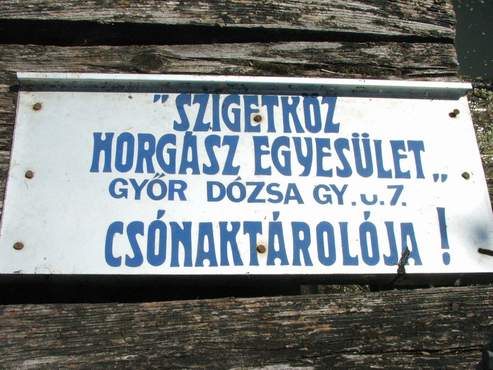 "SZIGETKÖZ
HORGÁSZ EGYESÜLET„
GYŐR DÓZSA GY. U. 7.
CSÓNAKTÁROLÓJA !